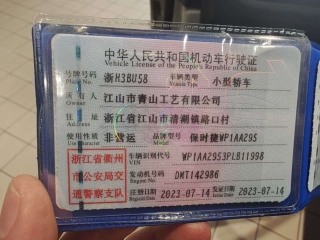 中华人民共和国机动车行驶证
Vehicle License of the People's Republic of China
号牌号码 Plate No. 浙H3BU58 车辆类型 Vehicle Type 小型轿车
所有人 Owner 江山市青山工艺有限公司
住址 Address 浙江省江山市清湖镇路口村
使用性质 Use Character 非营运 品牌型号 Model 保时捷WP1AA295
浙江省衢州市公安局交通警察支队
车辆识别代号 VIN WP1AA2953PLB11998
发动机号码 Engine No. DMT142986
注册日期 Register Date 2023-07-14 发证日期 Issue Date 2023-07-14